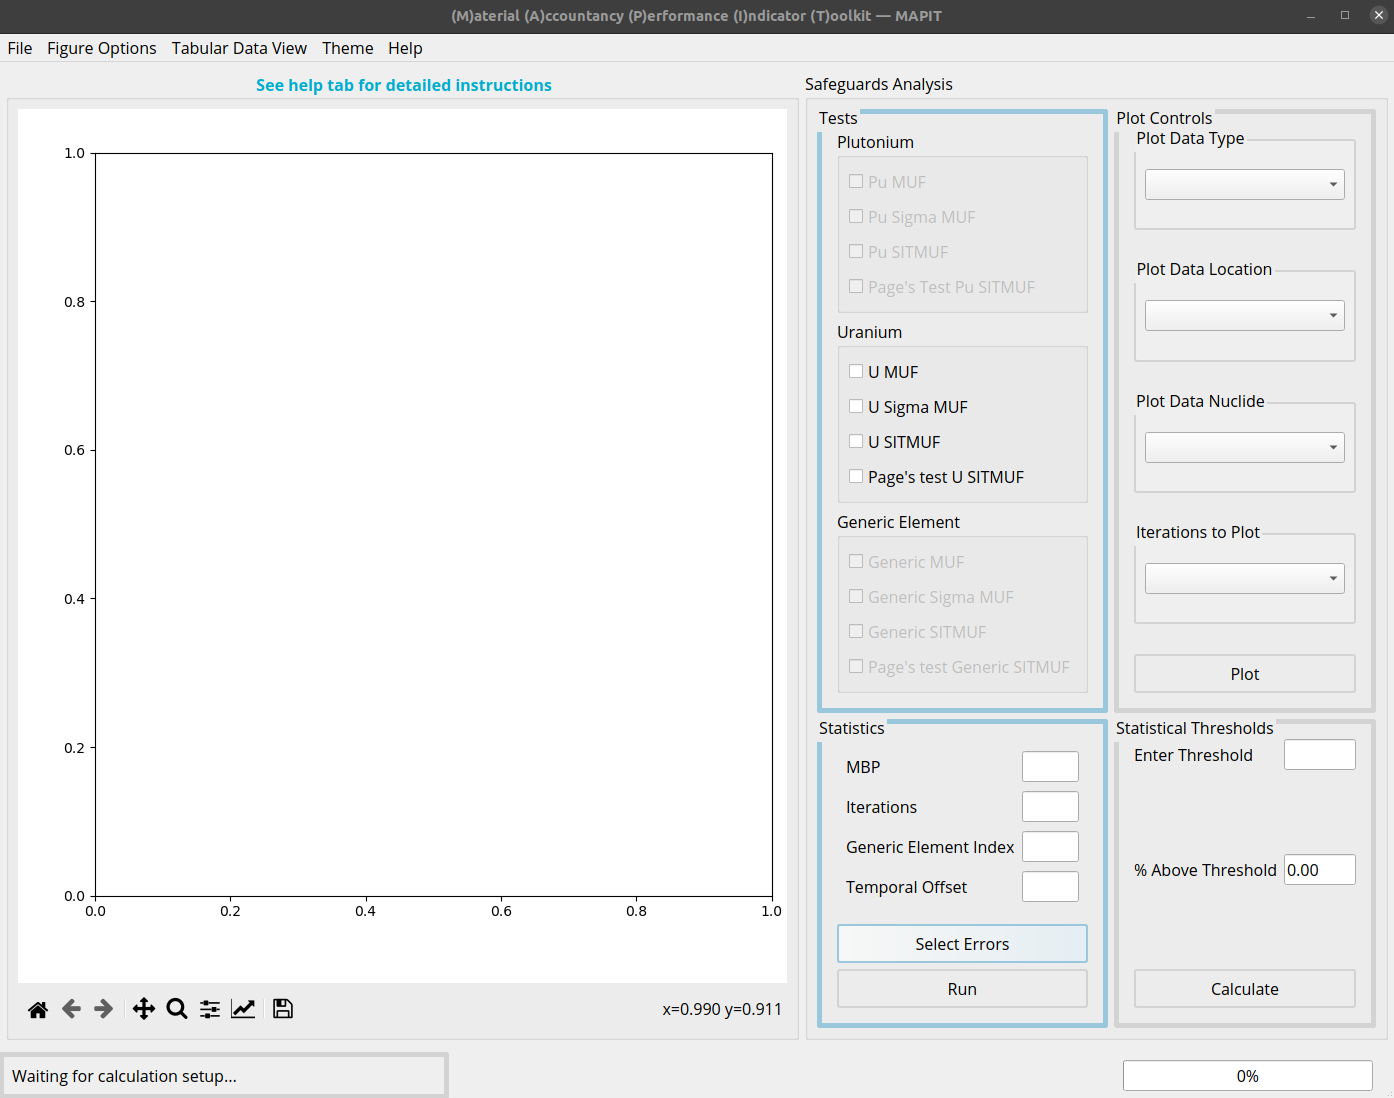 (M)aterial (A)ccountancy (P)erformance (I)ndicator (T)oolkit — MAPIT
File Figure Options Tabular Data View Theme Help
See help tab for detailed instructions
1.0
0.8
0.6
0.4
0.2
0.0
0.0 0.2 0.4 0.6 0.8 1.0
x=0.990 y=0.911
Safeguards Analysis
Tests
Plutonium
Pu MUF
Pu Sigma MUF
Pu SITMUF
Page's Test Pu SITMUF
Uranium
U MUF
U Sigma MUF
U SITMUF
Page's test U SITMUF
Generic Element
Generic MUF
Generic Sigma MUF
Generic SITMUF
Page's test Generic SITMUF
Plot Controls
Plot Data Type
Plot Data Location
Plot Data Nuclide
Iterations to Plot
Plot
Statistics
MBP
Iterations
Generic Element Index
Temporal Offset
Select Errors
Run
Statistical Thresholds
Enter Threshold
% Above Threshold 0.00
Calculate
Waiting for calculation setup...
0%